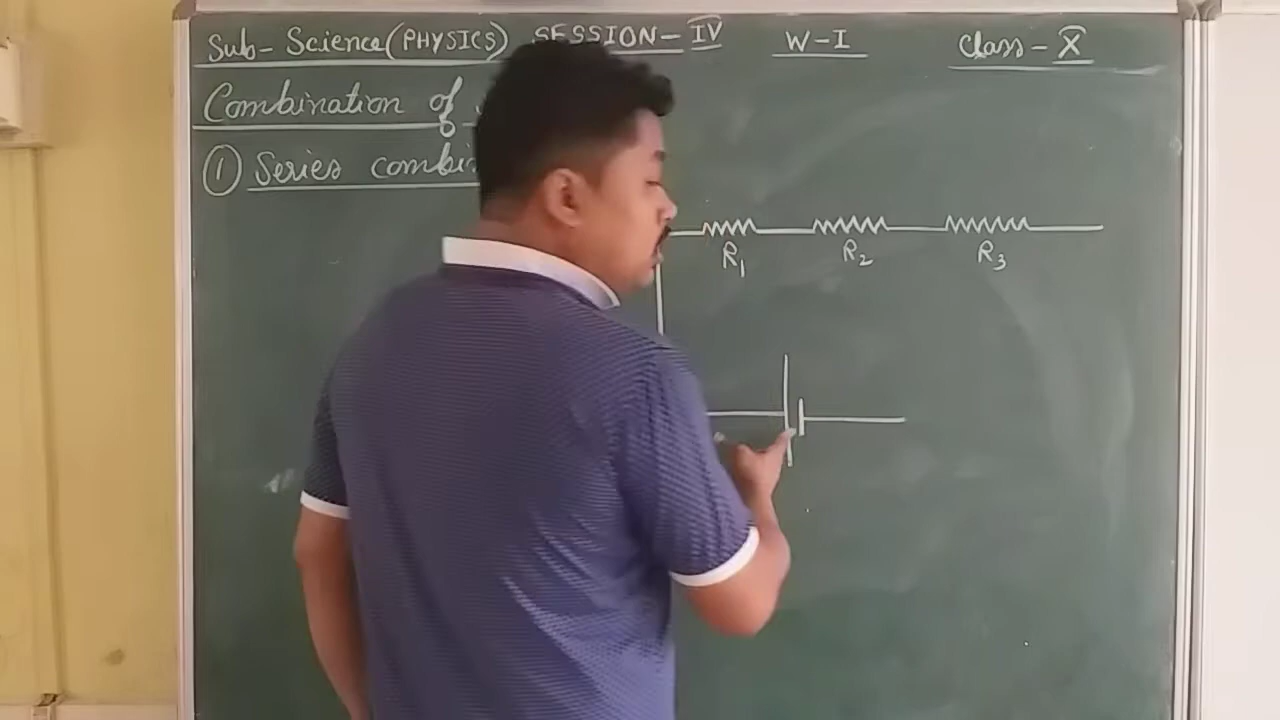 Sub- Science(PHYSICS) SESSION-IV W-I Class-X
Combination of
① Series combi
R1 R2 R3